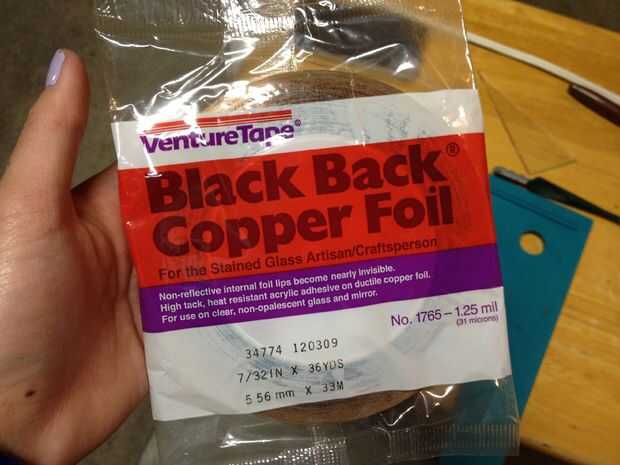 VentureTape®
Black Back®
Copper Foil
For the Stained Glass Artisan/Craftsperson
Non-reflective internal foil lips become nearly invisible.
High tack, heat resistant acrylic adhesive on ductile copper foil.
For use on clear, non-opalescent glass and mirror.
No. 1765 – 1.25 mil
(31 microns)
34774 120309
7/32IN X 36YDS
5 56 mm X 33M